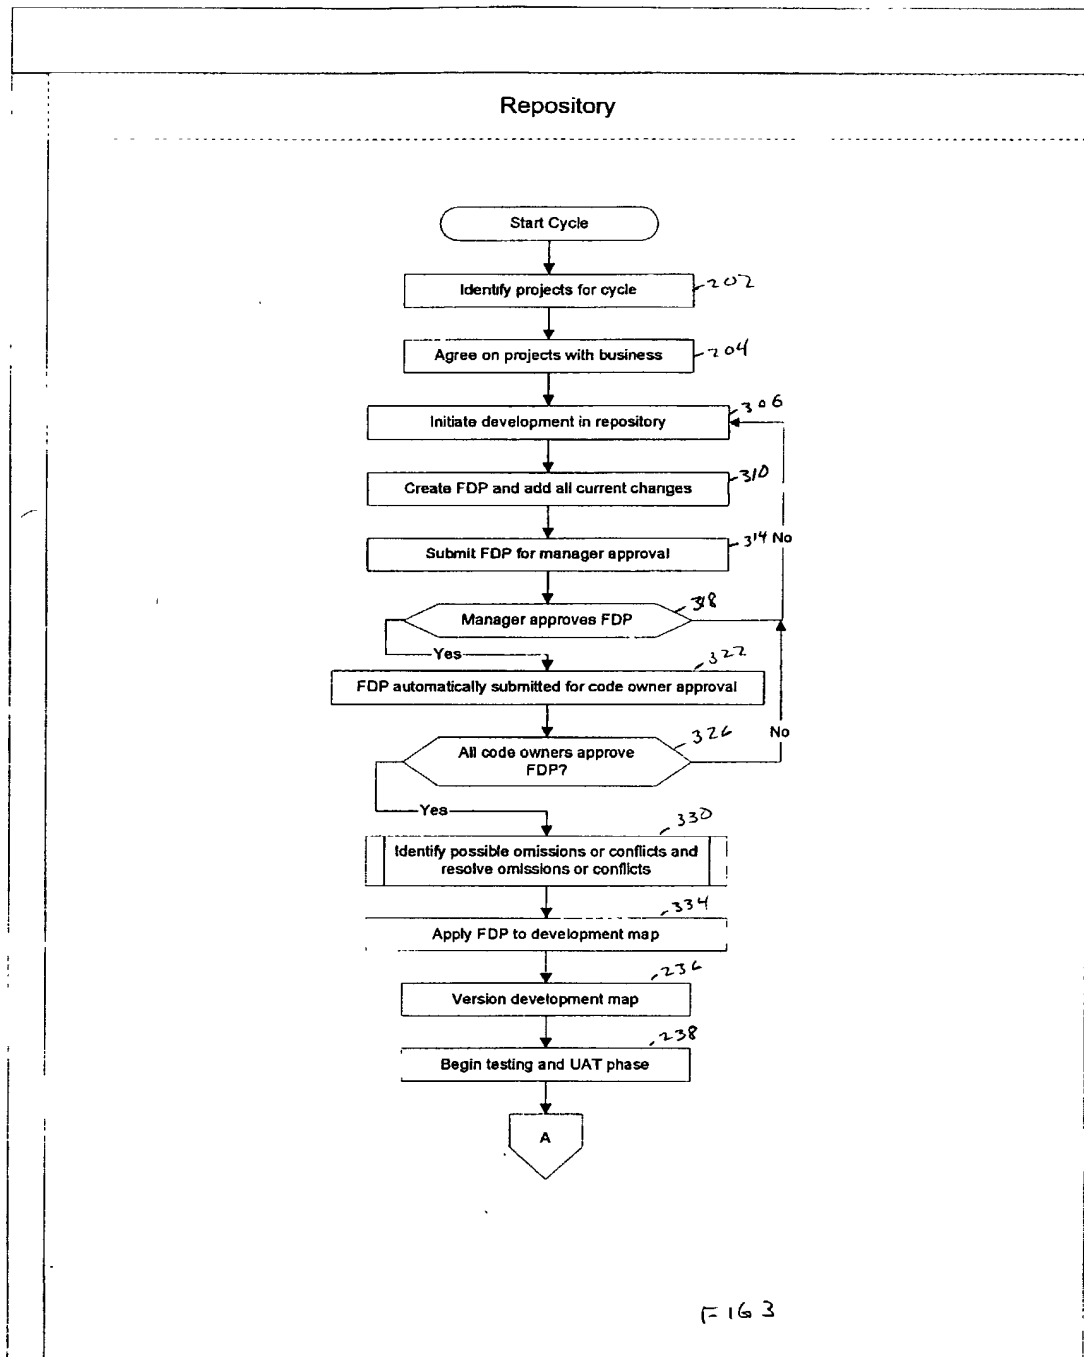 Repository
Start Cycle
Identify projects for cycle
202
Agree on projects with business
204
Initiate development in repository
306
Create FDP and add all current changes
310
Submit FDP for manager approval
314
No
Manager approves FDP
318
Yes
322
FDP automatically submitted for code owner approval
All code owners approve
FDP?
326
No
Yes
330
Identify possible omissions or conflicts and
resolve omissions or conflicts
334
Apply FDP to development map
236
Version development map
238
Begin testing and UAT phase
A
FIG 3